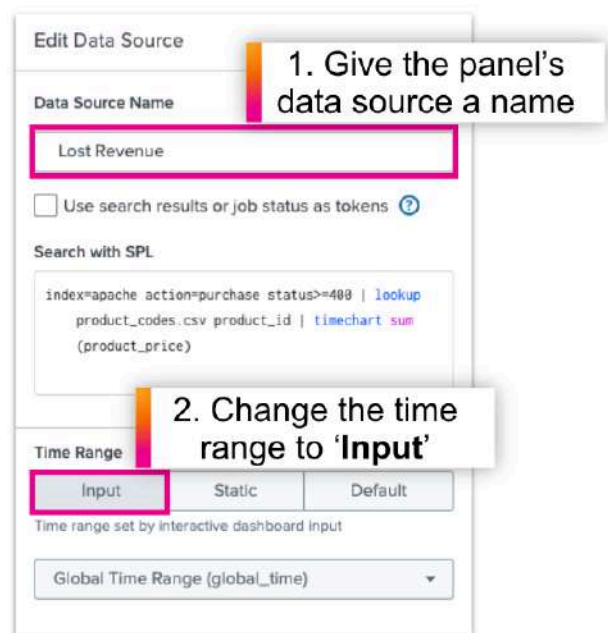 Edit Data Source
1. Give the panel's
data source a name
Data Source Name
Lost Revenue
Use search results or job status as tokens ?
Search with SPL
index=apache action=purchase status>=400 | lookup
product_codes.csv product_id | timechart sum
(product_price)
2. Change the time
range to ‘Input’
Time Range
Input Static Default
Time range set by interactive dashboard input
Global Time Range (global_time)